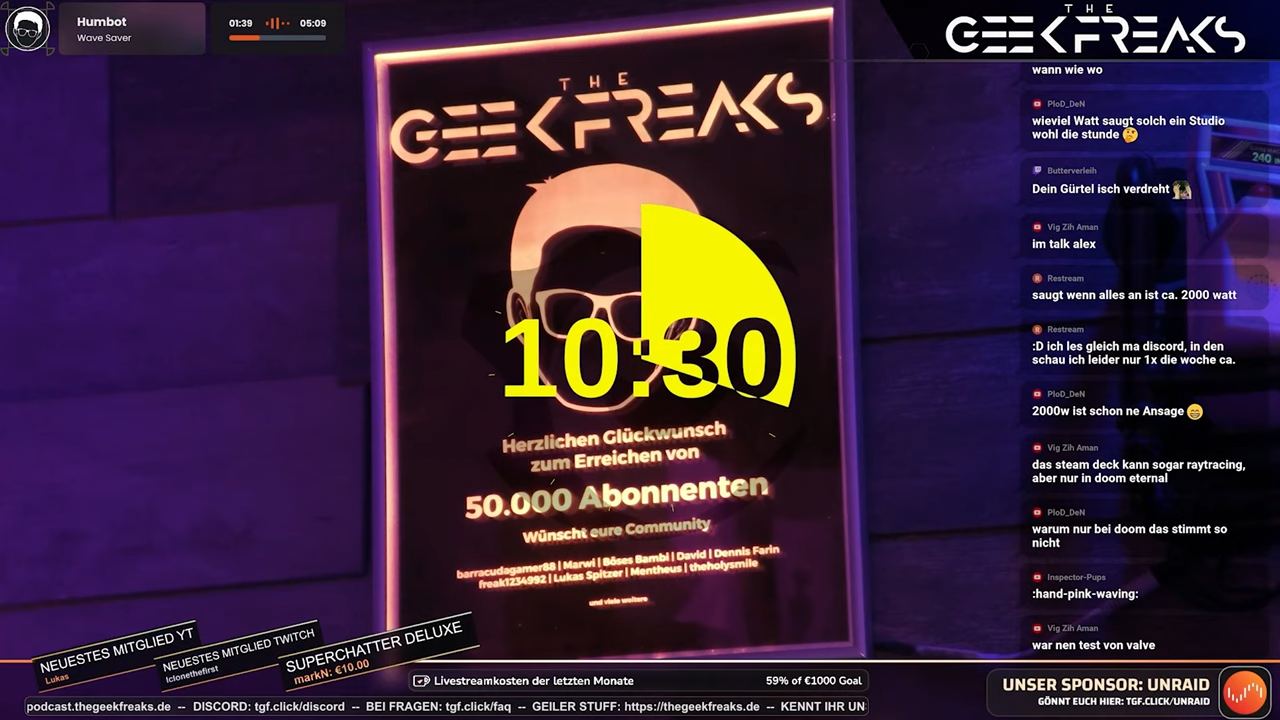 Humbot
Wave Saver
01:39
05:09
THE
GEEKFREAKS
THE
GEEKFREAKS
10:30
Herzlichen Glückwunsch
zum Erreichen von
50.000 Abonnenten
Wünscht eure Community
barracudagamer88 | Marwi | Böses Bambi | David | Dennis Farin
freak1234992 | Lukas Spitzer | Mentheus | theholysmile
und viele weitere
wann wie wo
PloD_DeN
wieviel Watt saugt solch ein Studio
wohl die stunde 🤔
Butterverleih
Dein Gürtel isch verdreht
Vig Zih Aman
im talk alex
Restream
saugt wenn alles an ist ca. 2000 watt
Restream
:D ich les gleich ma discord, in den
schau ich leider nur 1x die woche ca.
PloD_DeN
2000w ist schon ne Ansage 😁
Vig Zih Aman
das steam deck kann sogar raytracing,
aber nur in doom eternal
PloD_DeN
warum nur bei doom das stimmt so
nicht
Inspector-Pups
:hand-pink-waving:
Vig Zih Aman
war nen test von valve
240
NEUESTES MITGLIED YT
Lukas
NEUESTES MITGLIED TWITCH
Iclonethefirst
SUPERCHATTER DELUXE
markN: €10.00
Livestreamkosten der letzten Monate
59% of €1000 Goal
UNSER SPONSOR: UNRAID
GÖNNT EUCH HIER: TGF.CLICK/UNRAID
podcast.thegeekfreaks.de -- DISCORD: tgf.click/discord -- BEI FRAGEN: tgf.click/faq -- GEILER STUFF: https://thegeekfreaks.de -- KENNT IHR UN